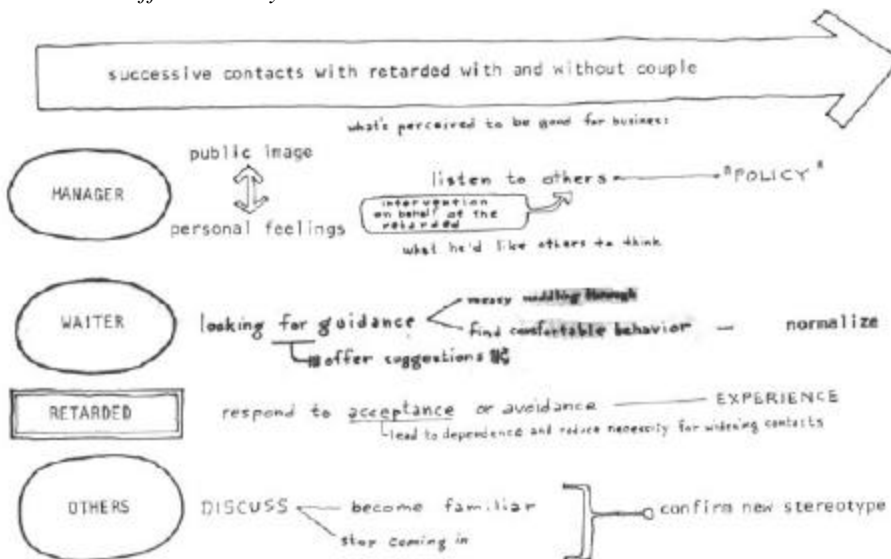 successive contacts with retarded with and without couple
what's perceived to be good for business
MANAGER
public image
personal feelings
listen to others
"POLICY"
intervention
on behalf of the
retarded
what he'd like others to think
WAITER
looking for guidance
messy muddling through
find comfortable behavior
normalize
offer suggestions
RETARDED
respond to acceptance or avoidance
EXPERIENCE
lead to dependence and reduce necessity for widening contacts
OTHERS
DISCUSS
become familiar
stop coming in
confirm new stereotype